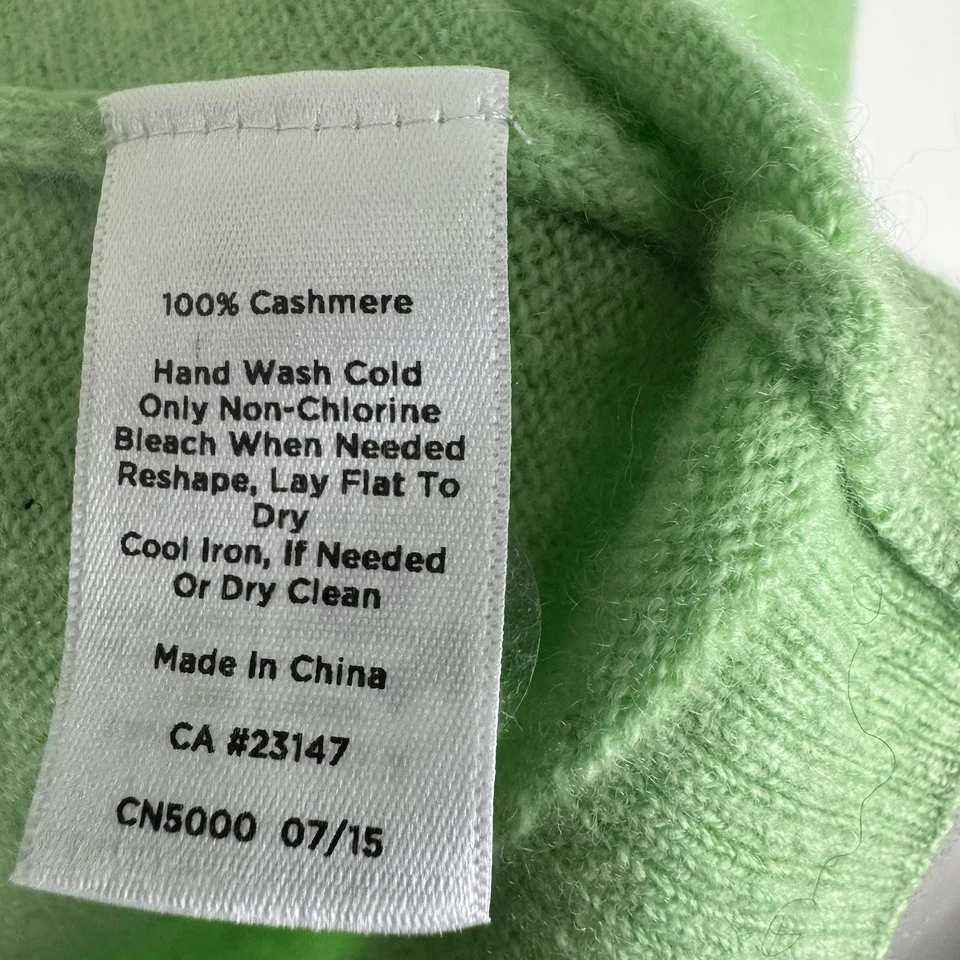 100% Cashmere
Hand Wash Cold
Only Non-Chlorine
Bleach When Needed
Reshape, Lay Flat To
Dry
Cool Iron, If Needed
Or Dry Clean
Made In China
CA #23147
CN5000 07/15